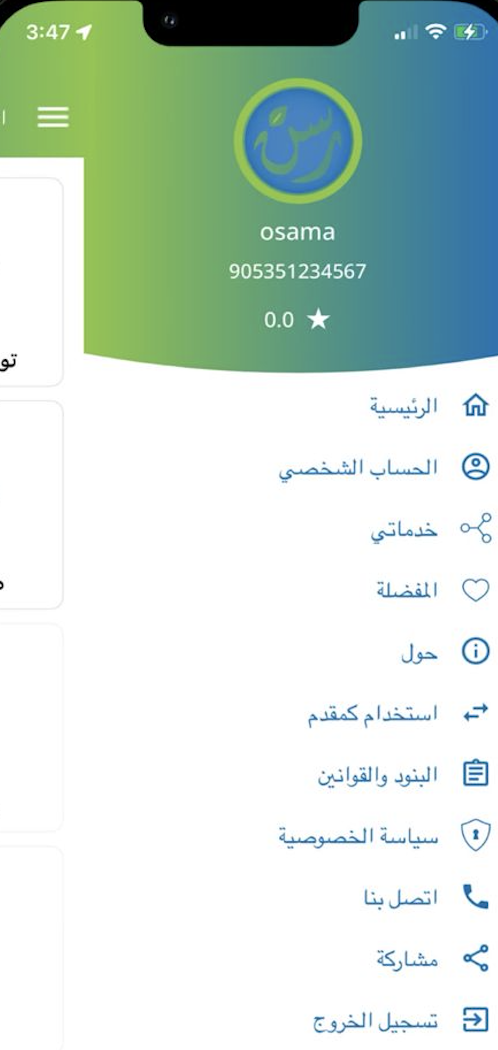 3:47
رسن
osama
905351234567
0.0
الرئيسية
الحساب الشخصي
خدماتي
المفضلة
حول
استخدام كمقدم
البنود والقوانين
سياسة الخصوصية
اتصل بنا
مشاركة
تسجيل الخروج